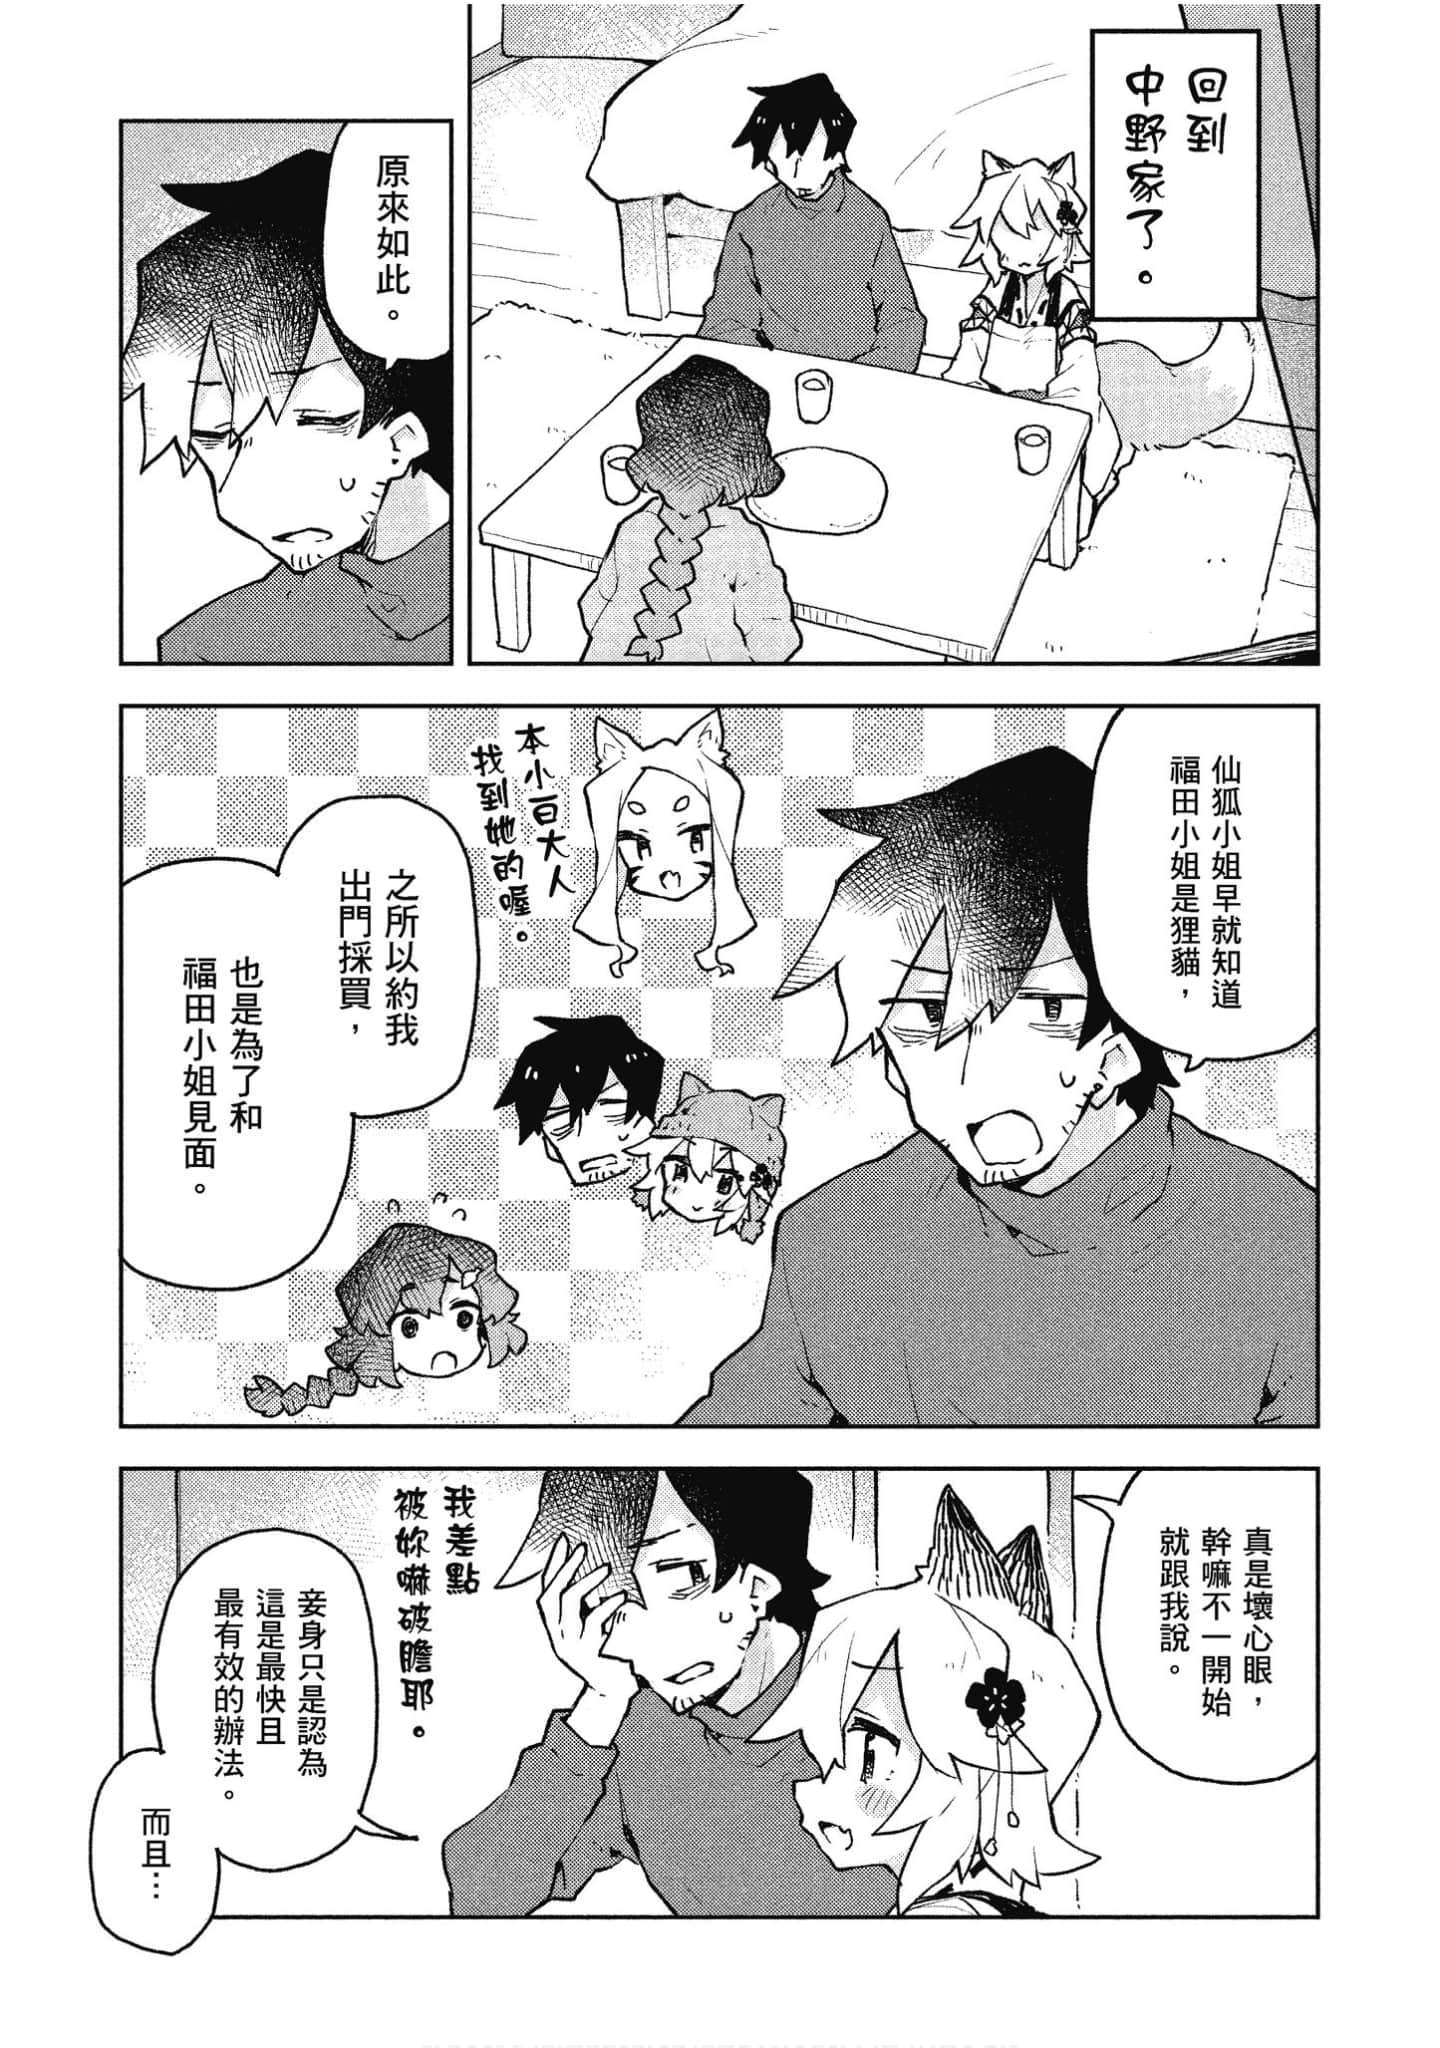 回到
中野家了。
原來如此。
仙狐小姐早就知道
福田小姐是狸貓，
本小百大人
找到她的喔。
之所以約我
出門採買，
也是為了和
福田小姐見面。
真是壞心眼，
幹嘛不一開始
就跟我說。
我差點
被妳嚇破膽耶。
妾身只是認為
這是最快且
最有效的辦法。
而且…